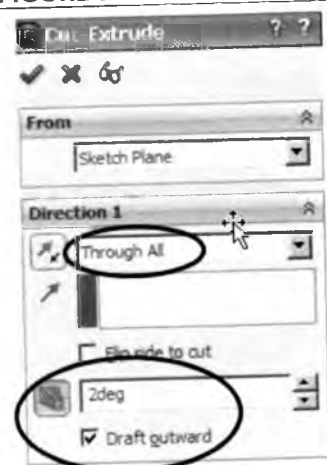 Cut-Extrude ? ?
From
Sketch Plane
Direction 1
Through All
Flip side to cut
2deg
Draft outward